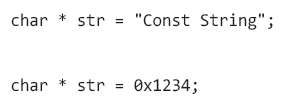 char * str = "Const String";
char * str = 0x1234;